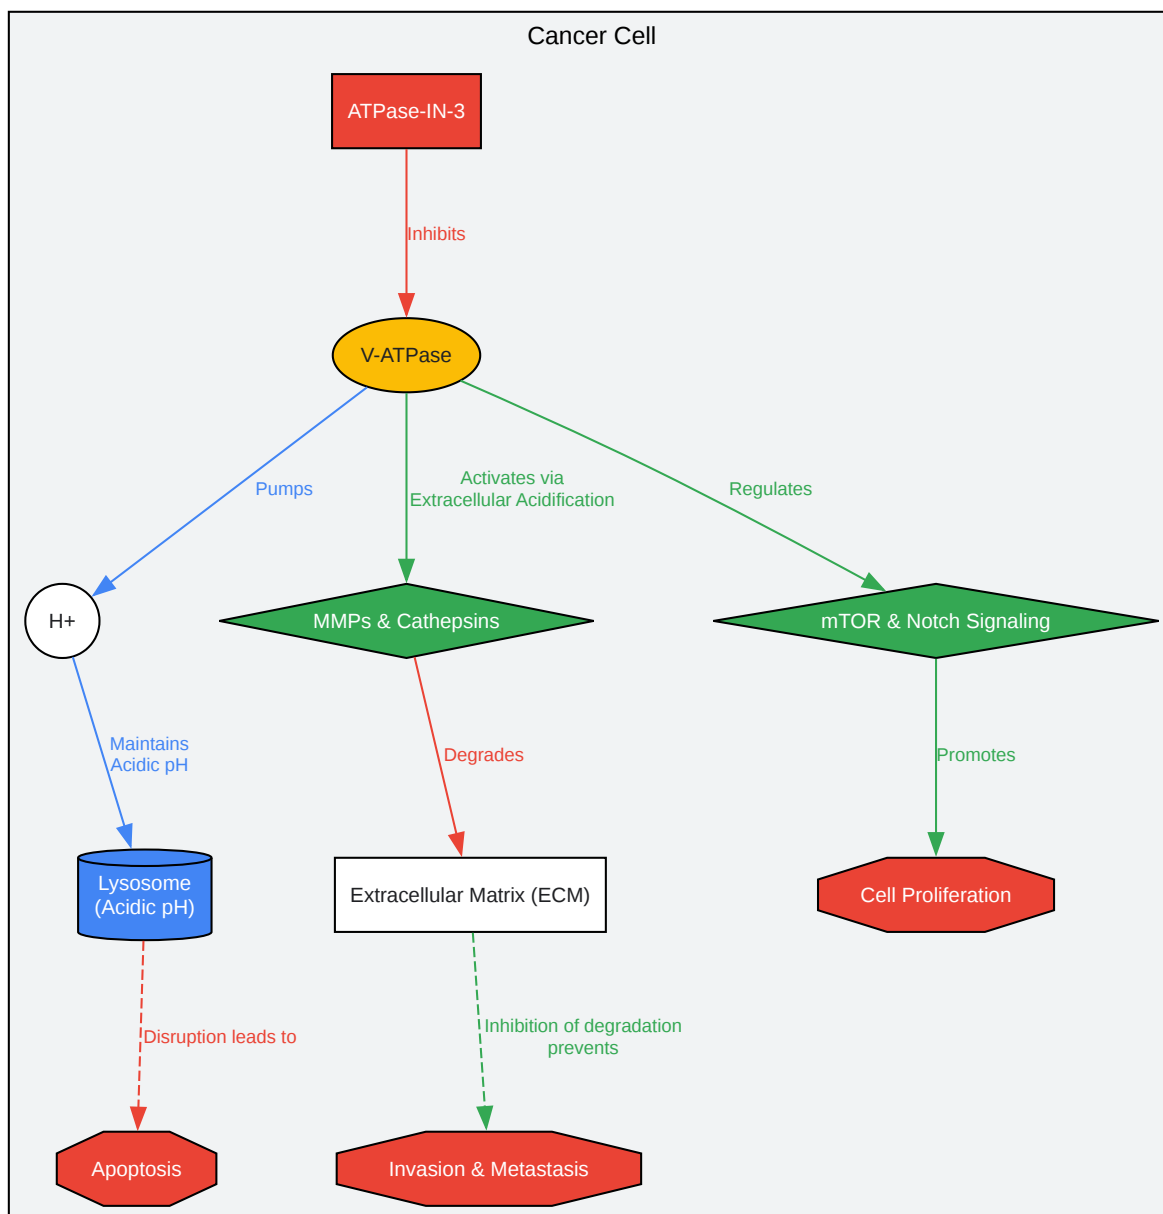 Cancer Cell
ATPase-IN-3
Inhibits
V-ATPase
Pumps
Activates via
Extracellular Acidification
Regulates
H+
MMPs & Cathepsins
mTOR & Notch Signaling
Maintains
Acidic pH
Degrades
Promotes
Lysosome
(Acidic pH)
Extracellular Matrix (ECM)
Cell Proliferation
Disruption leads to
Inhibition of degradation
prevents
Apoptosis
Invasion & Metastasis